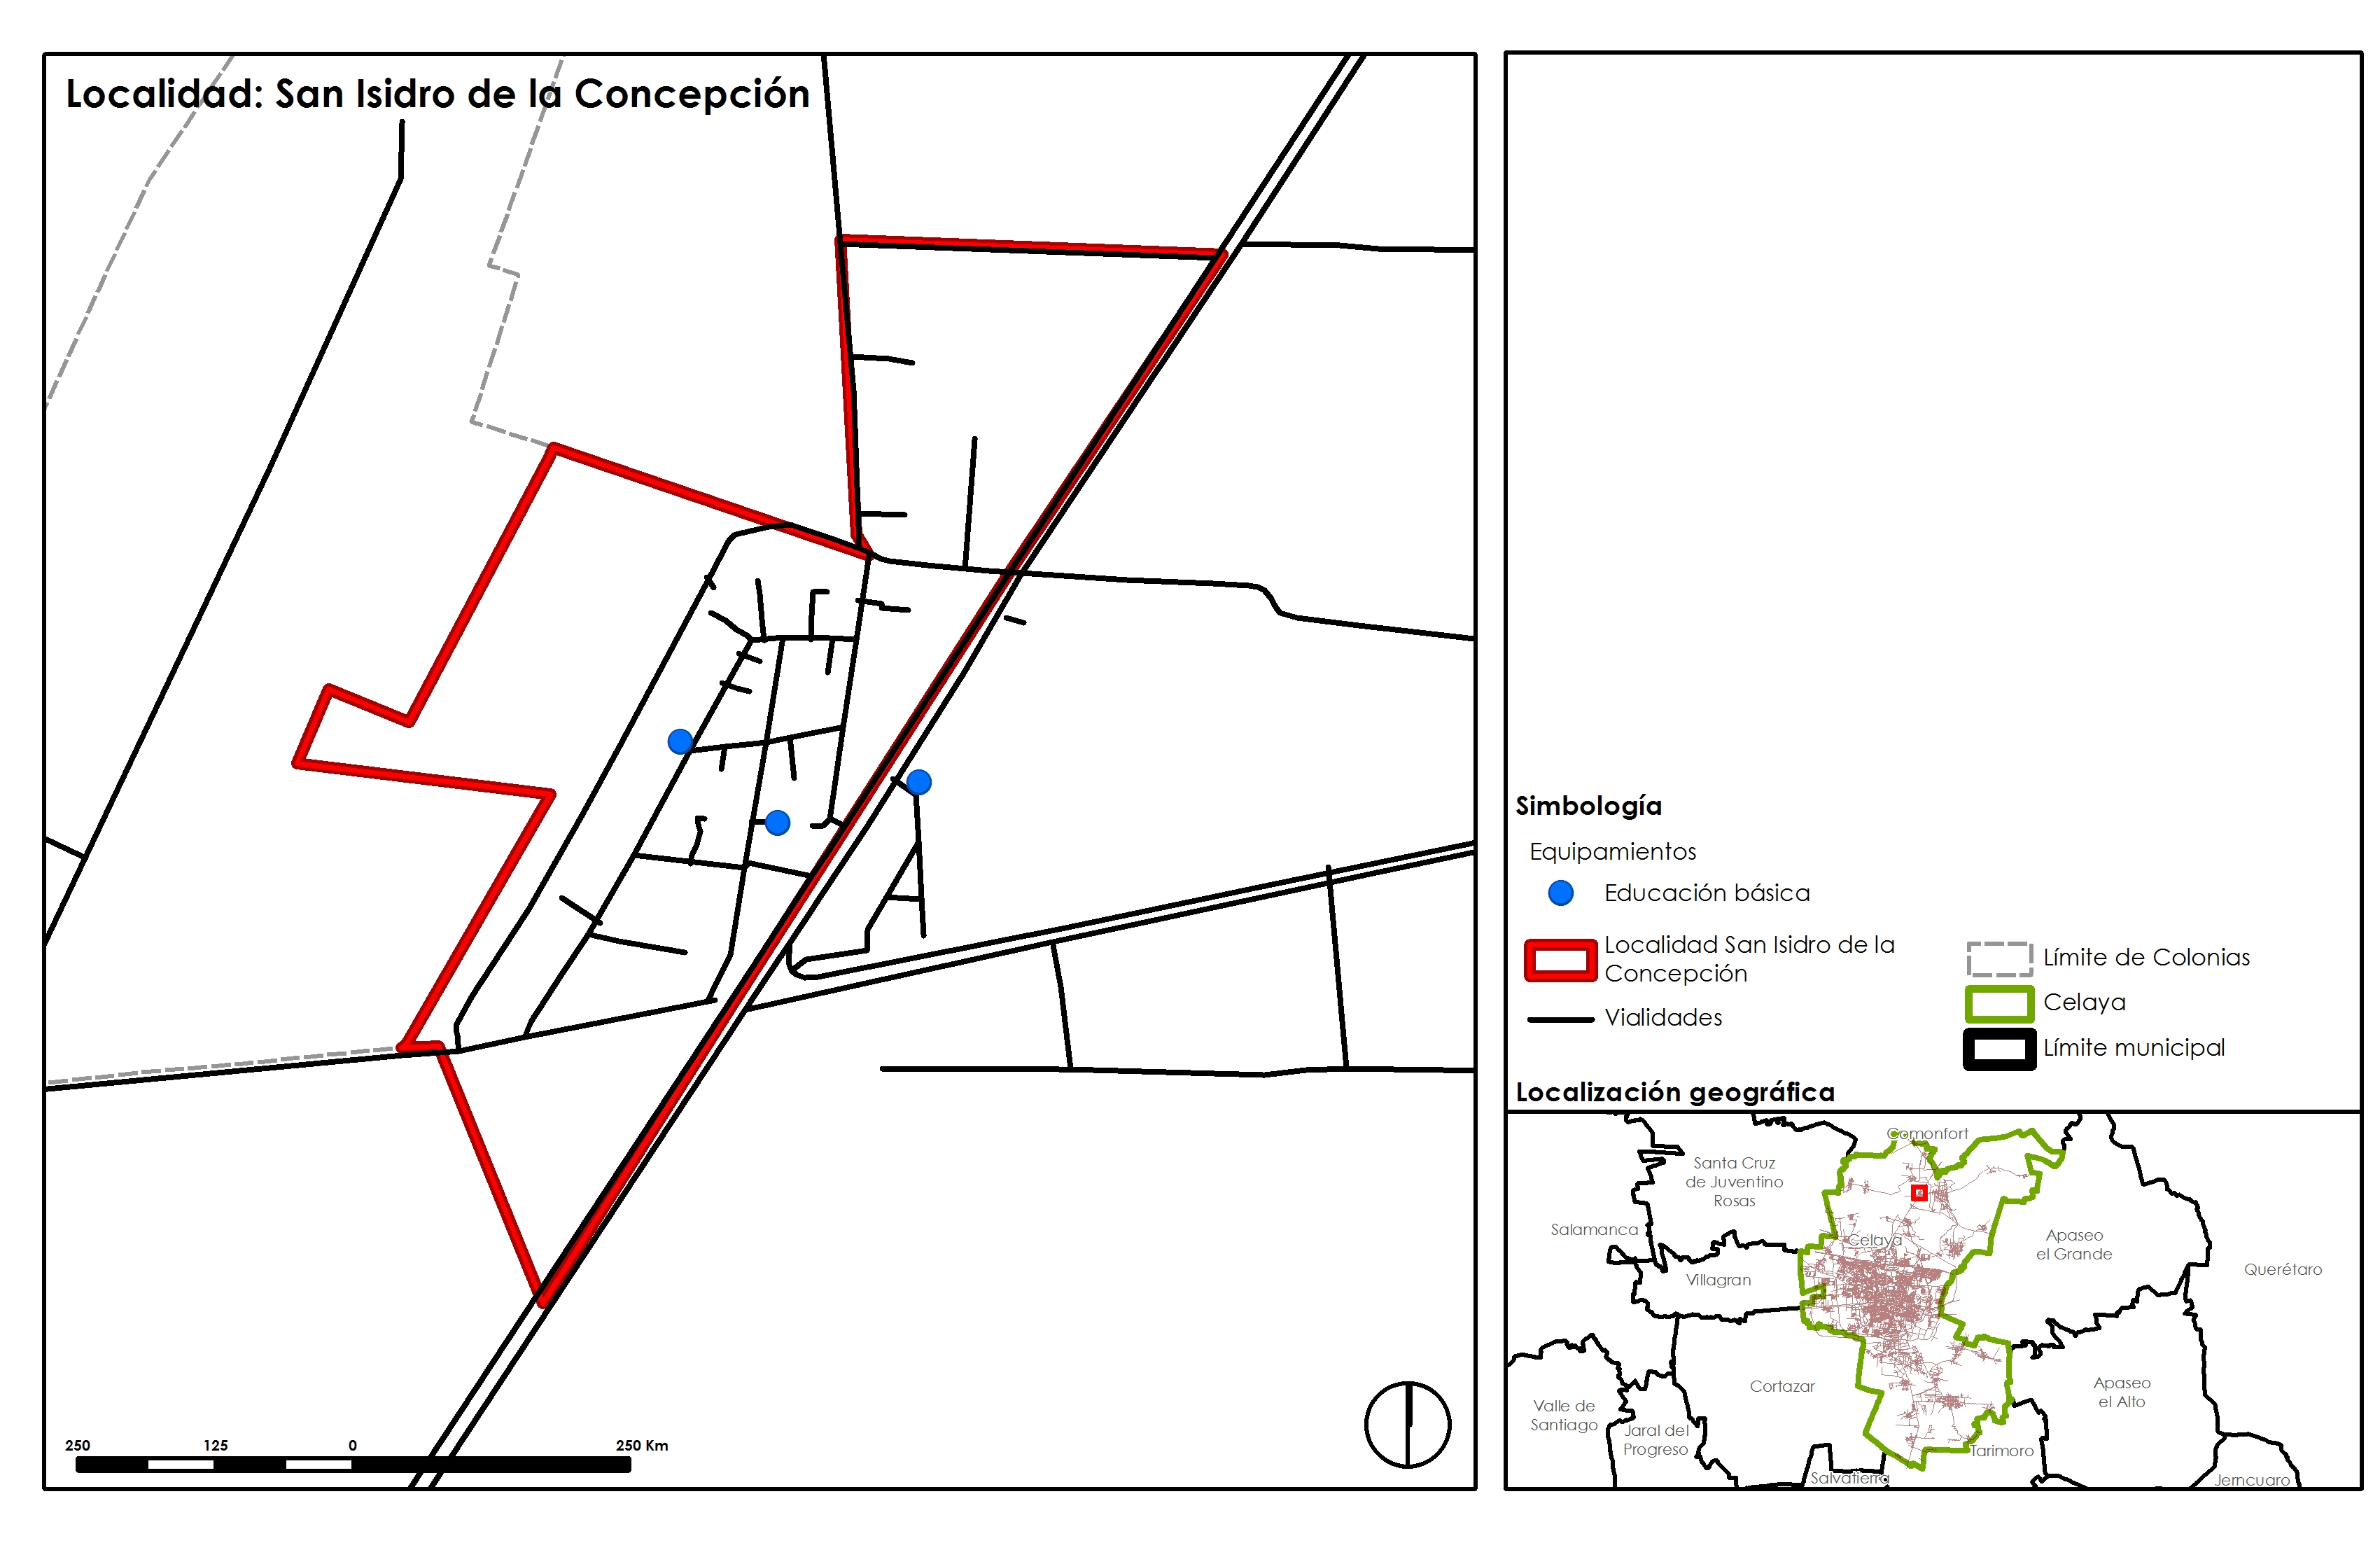 Localidad: San Isidro de la Concepción
250 125 0 250 Km
Simbología
Equipamientos
Educación básica
Localidad San Isidro de la
Concepción
Vialidades
Límite de Colonias
Celaya
Límite municipal
Localización geográfica
Comonfort
Santa Cruz
de Juventino
Rosas
Salamanca
Celaya
Apaseo
el Grande
Querétaro
Villagran
Cortazar
Apaseo
el Alto
Valle de
Santiago
Jaral del
Progreso
Tarimoro
Salvatierra
Jerncuaro